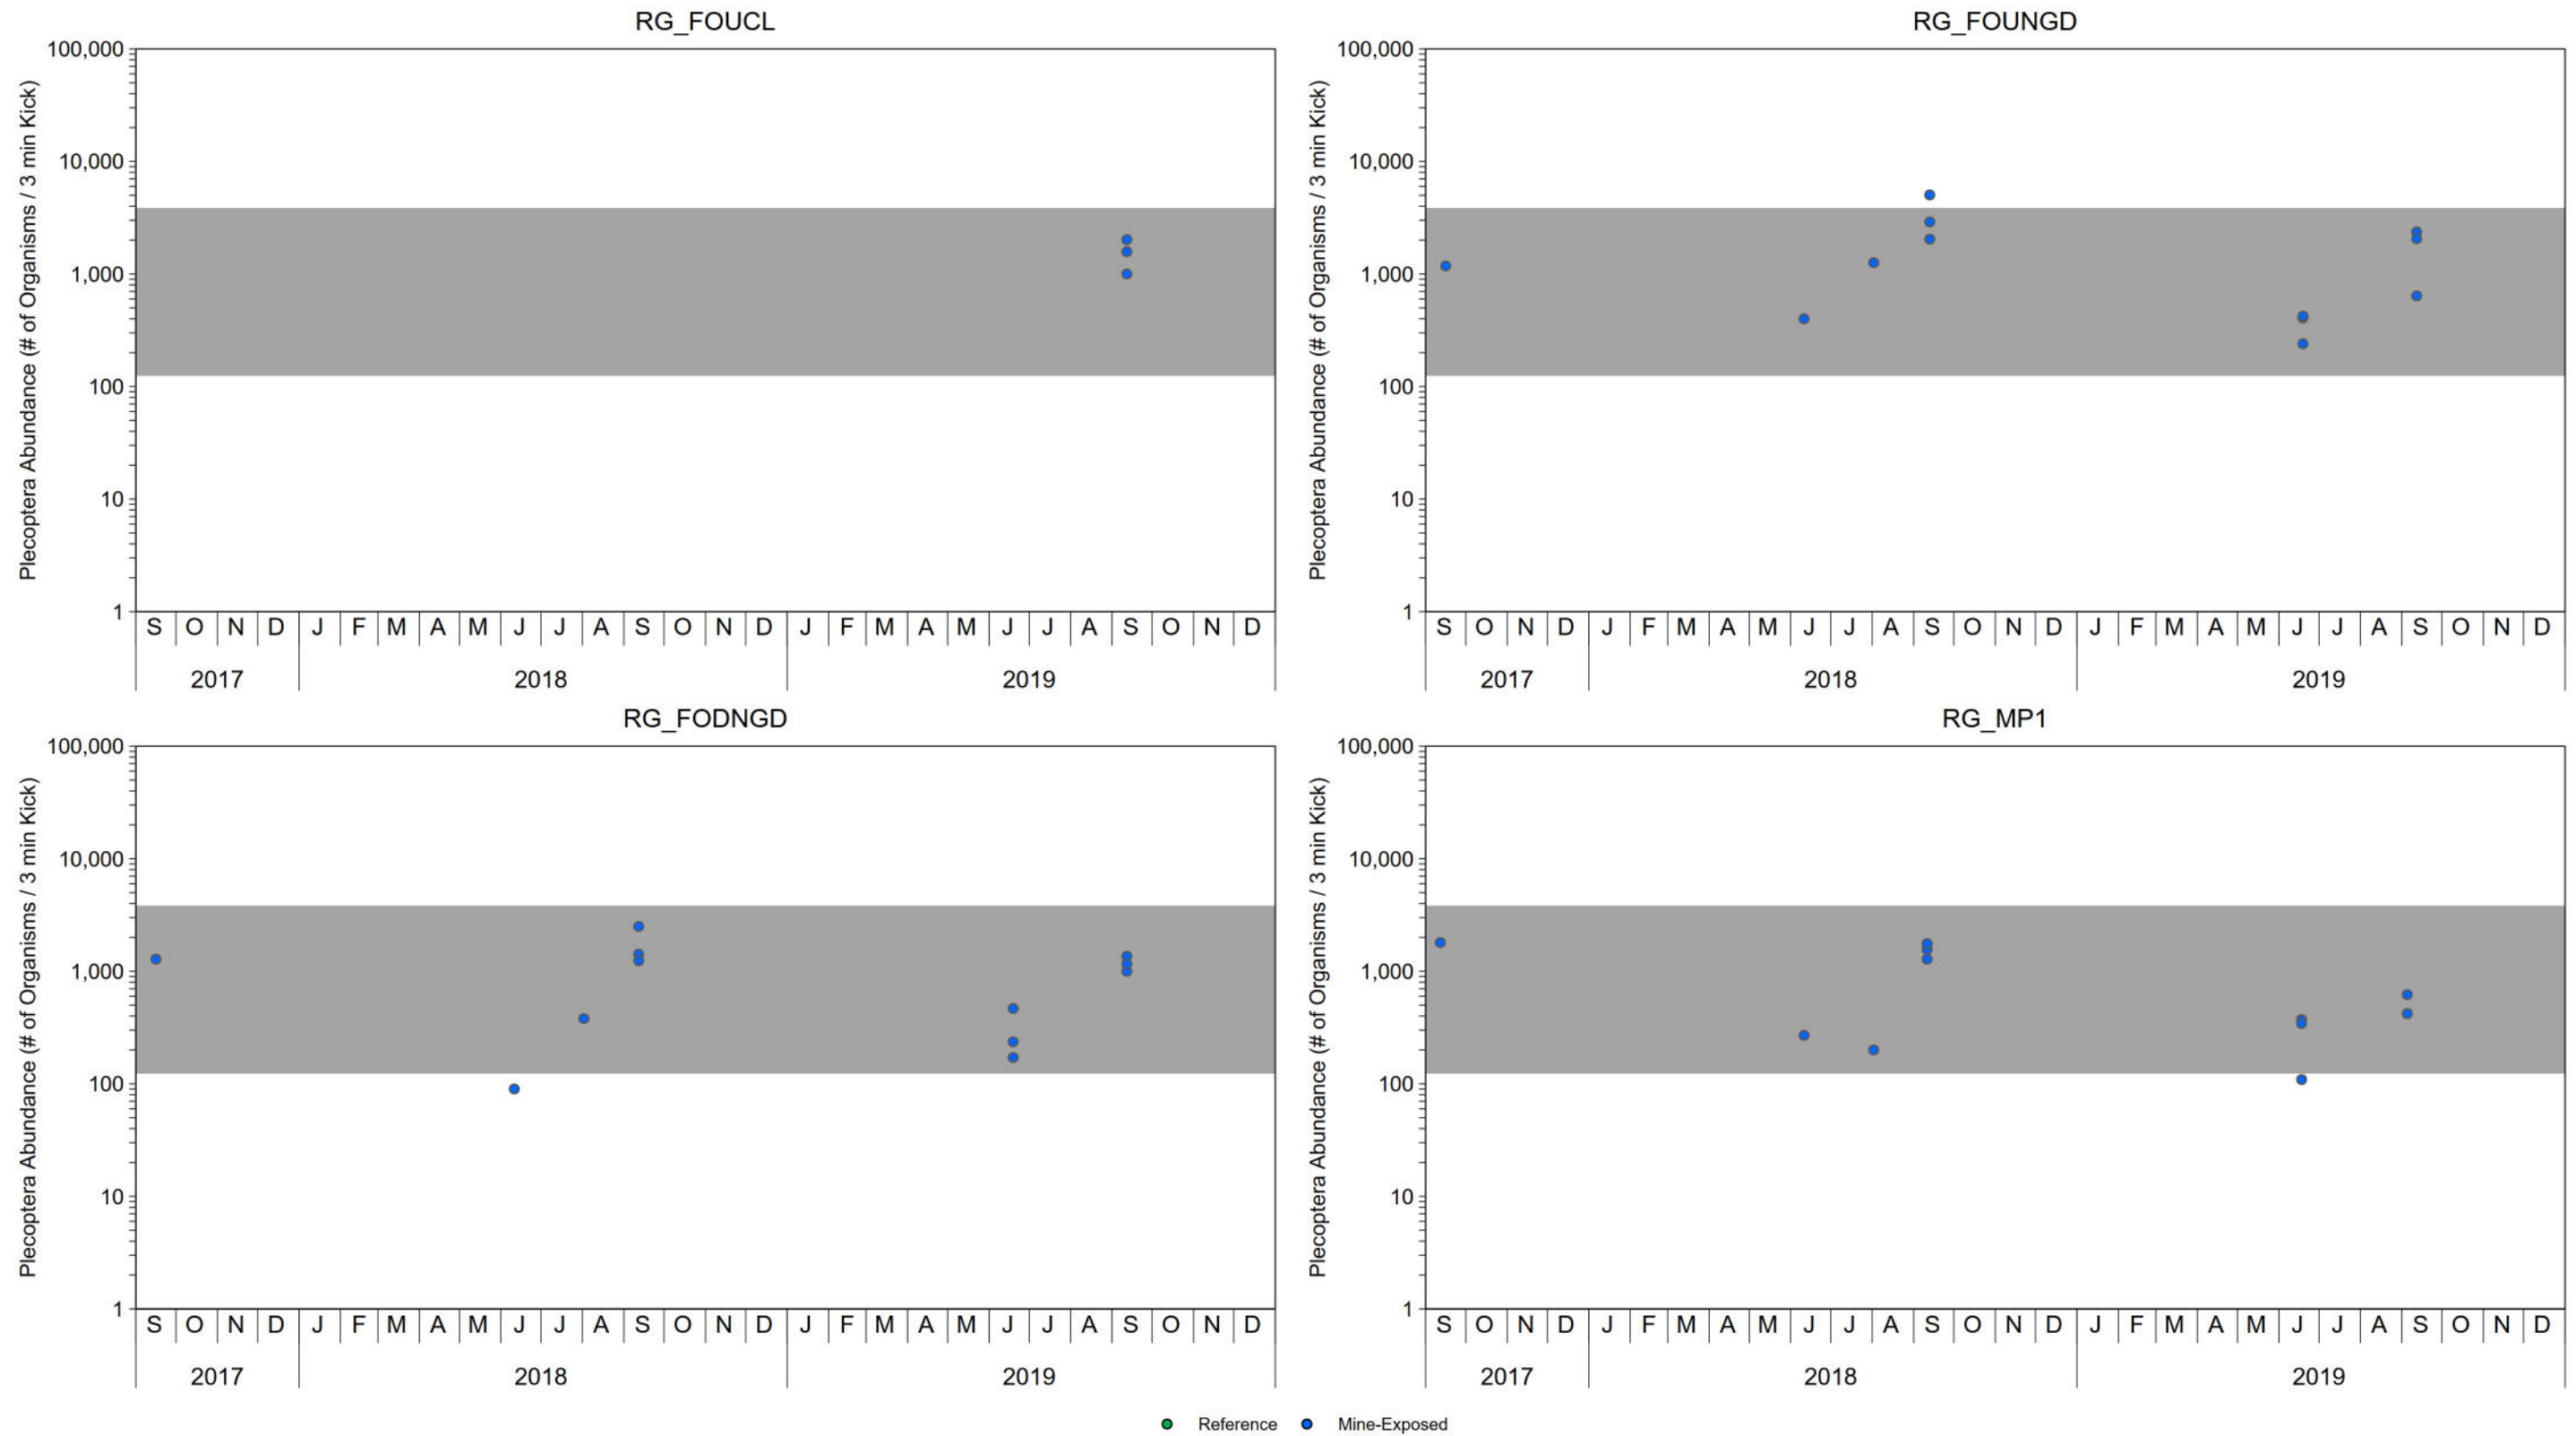 RG_FOUCL
Plecoptera Abundance (# of Organisms / 3 min Kick)
100,000
10,000
1,000
100
10
1
S O N D J F M A M J J A S O N D J F M A M J J A S O N D
2017 2018 2019
RG_FOUNGD
Plecoptera Abundance (# of Organisms / 3 min Kick)
100,000
10,000
1,000
100
10
1
S O N D J F M A M J J A S O N D J F M A M J J A S O N D
2017 2018 2019
RG_FODNGD
Plecoptera Abundance (# of Organisms / 3 min Kick)
100,000
10,000
1,000
100
10
1
S O N D J F M A M J J A S O N D J F M A M J J A S O N D
2017 2018 2019
RG_MP1
Plecoptera Abundance (# of Organisms / 3 min Kick)
100,000
10,000
1,000
100
10
1
S O N D J F M A M J J A S O N D J F M A M J J A S O N D
2017 2018 2019
Reference Mine-Exposed